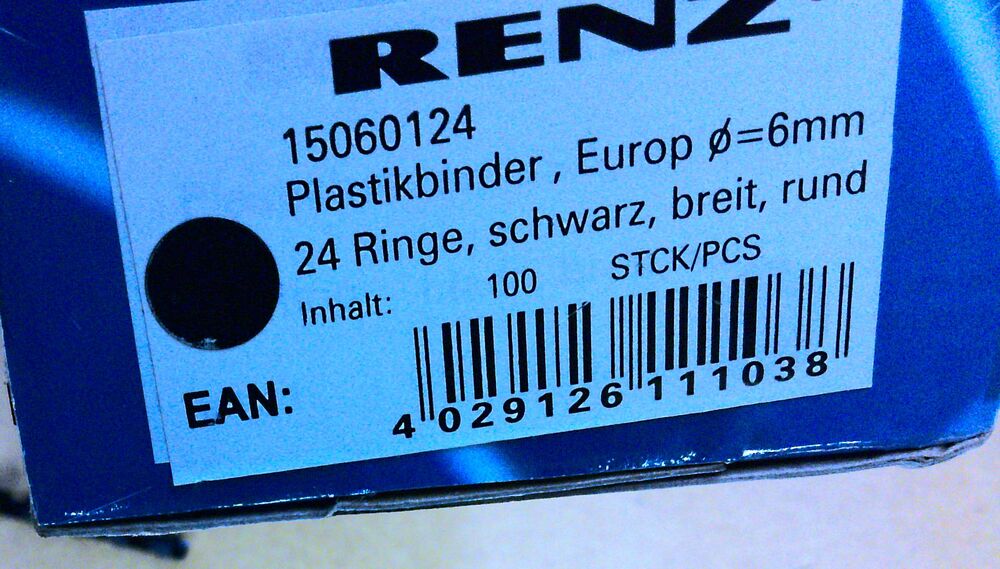 RENZ
15060124
Plastikbinder , Europ ø=6mm
24 Ringe, schwarz, breit, rund
Inhalt: 100 STCK/PCS
EAN:
4 029126 111038